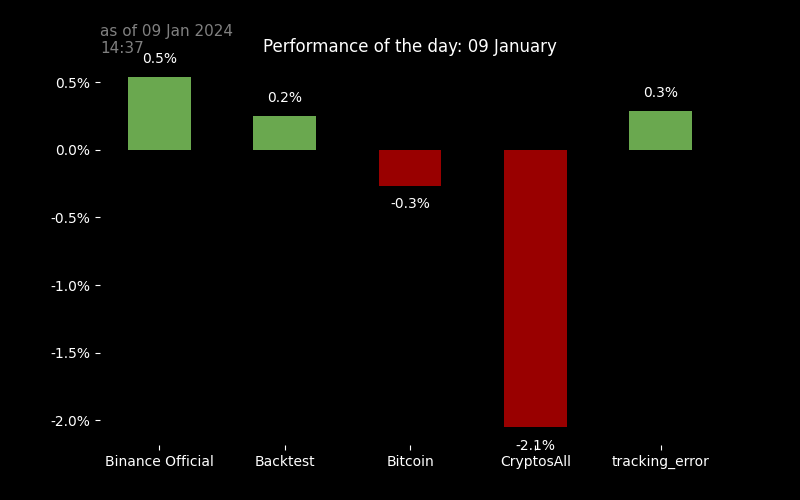 as of 09 Jan 2024
14:37
Performance of the day: 09 January
0.5%
0.2%
-0.3%
-2.1%
0.3%
0.5%
0.0%
-0.5%
-1.0%
-1.5%
-2.0%
Binance Official
Backtest
Bitcoin
CryptosAll
tracking_error